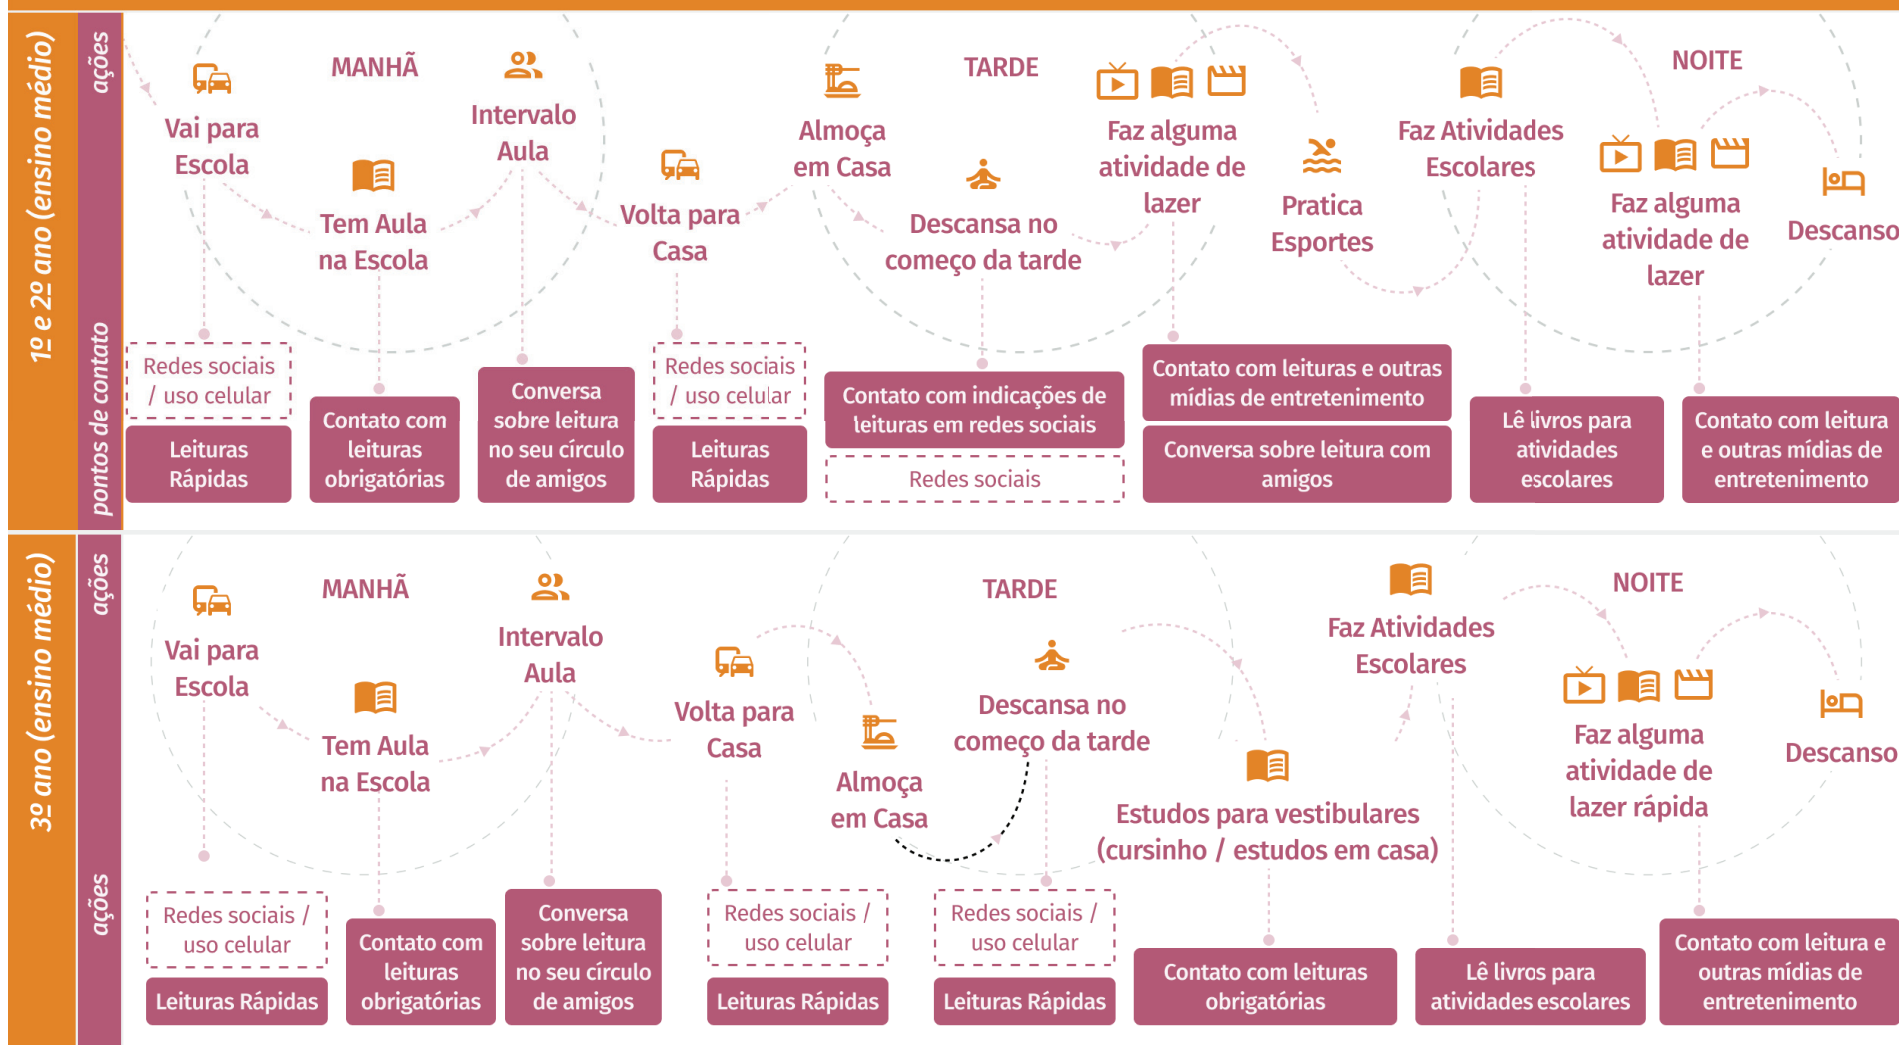 1º e 2º ano (ensino médio)
ações
pontos de contato
MANHÃ
TARDE
NOITE
Vai para
Escola
Tem Aula
na Escola
Intervalo
Aula
Volta para
Casa
Almoça
em Casa
Descansa no
começo da tarde
Faz alguma
atividade de
lazer
Pratica
Esportes
Faz Atividades
Escolares
Faz alguma
atividade de
lazer
Descanso
Redes sociais
/ uso celular
Leituras
Rápidas
Contato com
leituras
obrigatórias
Conversa
sobre leitura
no seu círculo
de amigos
Redes sociais
/ uso celular
Leituras
Rápidas
Contato com indicações de
leituras em redes sociais
Redes sociais
Contato com leituras e outras
mídias de entretenimento
Conversa sobre leitura com
amigos
Lê livros para
atividades
escolares
Contato com leitura
e outras mídias de
entretenimento
3º ano (ensino médio)
ações
ações
MANHÃ
TARDE
NOITE
Vai para
Escola
Tem Aula
na Escola
Intervalo
Aula
Volta para
Casa
Almoça
em Casa
Descansa no
começo da tarde
Estudos para vestibulares
(cursinho / estudos em casa)
Faz Atividades
Escolares
Faz alguma
atividade de
lazer rápida
Descanso
Redes sociais /
uso celular
Leituras Rápidas
Contato com
leituras
obrigatórias
Conversa
sobre leitura
no seu círculo
de amigos
Redes sociais /
uso celular
Leituras Rápidas
Redes sociais /
uso celular
Leituras Rápidas
Contato com leituras
obrigatórias
Lê livros para
atividades escolares
Contato com leitura e
outras mídias de
entretenimento